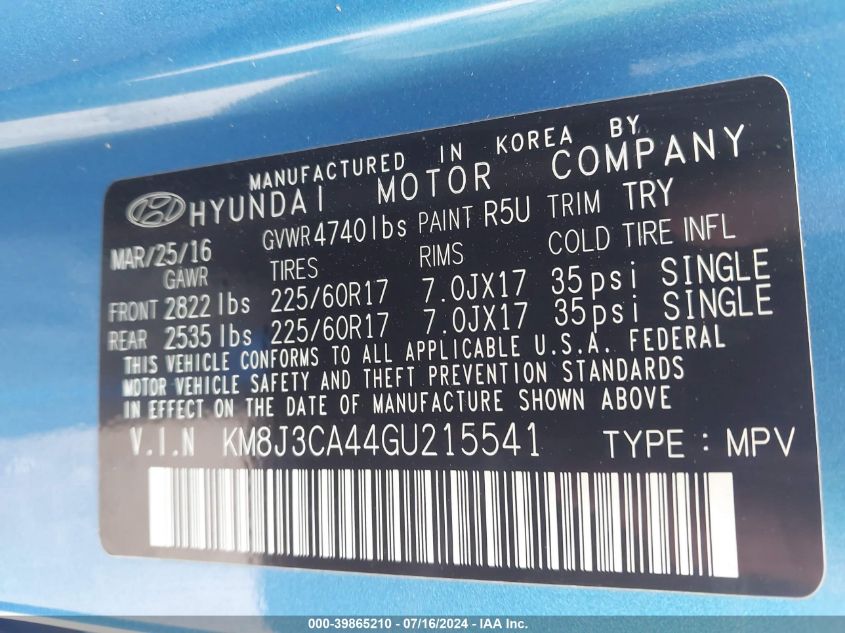 MANUFACTURED IN KOREA BY
HYUNDAI MOTOR COMPANY
MAR/25/16 GVWR 4740 lbs PAINT R5U TRIM TRY
GAWR TIRES RIMS COLD TIRE INFL
FRONT 2822 lbs 225/60R17 7.0JX17 35psi SINGLE
REAR 2535 lbs 225/60R17 7.0JX17 35psi SINGLE
THIS VEHICLE CONFORMS TO ALL APPLICABLE U.S.A. FEDERAL
MOTOR VEHICLE SAFETY AND THEFT PREVENTION STANDARDS
IN EFFECT ON THE DATE OF MANUFACTURE SHOWN ABOVE
V.I.N KM8J3CA44GU215541 TYPE: MPV
000-39865210 - 07/16/2024 - 1AA, Inc.